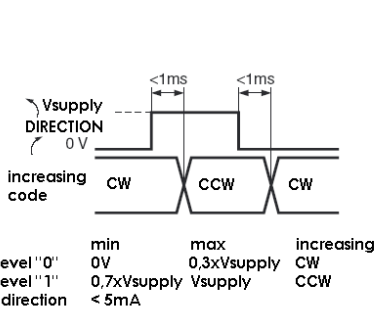 <1ms <1ms
Vsupply
DIRECTION
0 V
increasing
code
CW CCW CW
min max increasing
evel "0" 0V 0,3xVsupply CW
evel "1" 0,7xVsupply Vsupply CCW
direction < 5mA